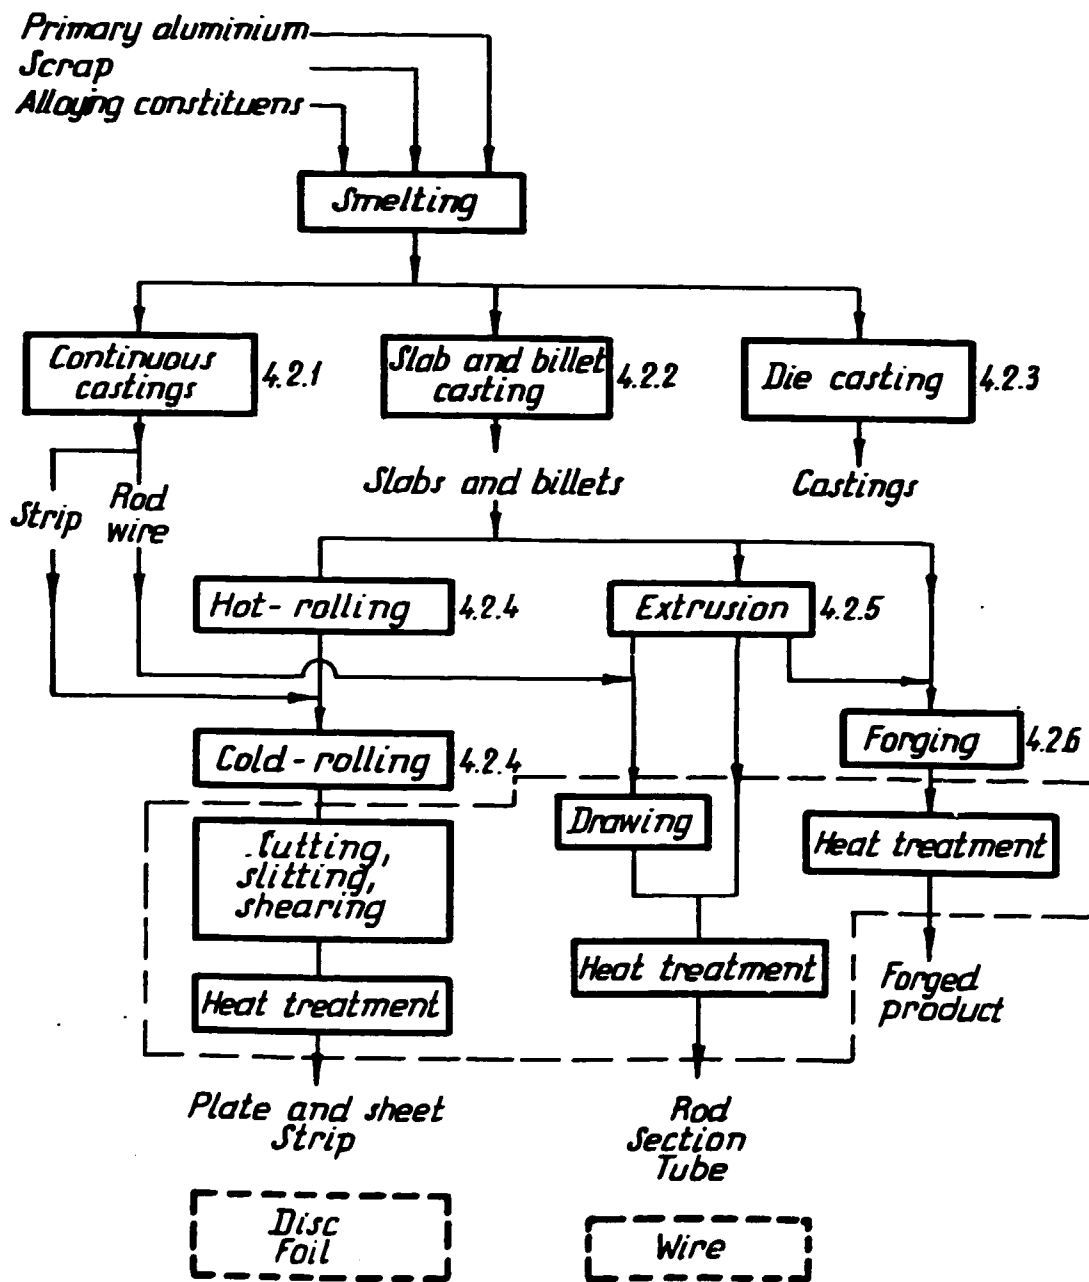 Primary aluminium
Scrap
Alloying constituens
Smelting
Continuous
castings
4.2.1
Slab and billet
casting
4.2.2
Die casting
4.2.3
Slabs and billets
Castings
Strip
Rod
wire
Hot-rolling
4.2.4
Extrusion
4.2.5
Cold-rolling
4.2.4
Forging
4.2.6
Drawing
Heat treatment
Cutting,
slitting,
shearing
Heat treatment
Heat treatment
Forged
product
Plate and sheet
Strip
Rod
Section
Tube
Disc
Foil
Wire